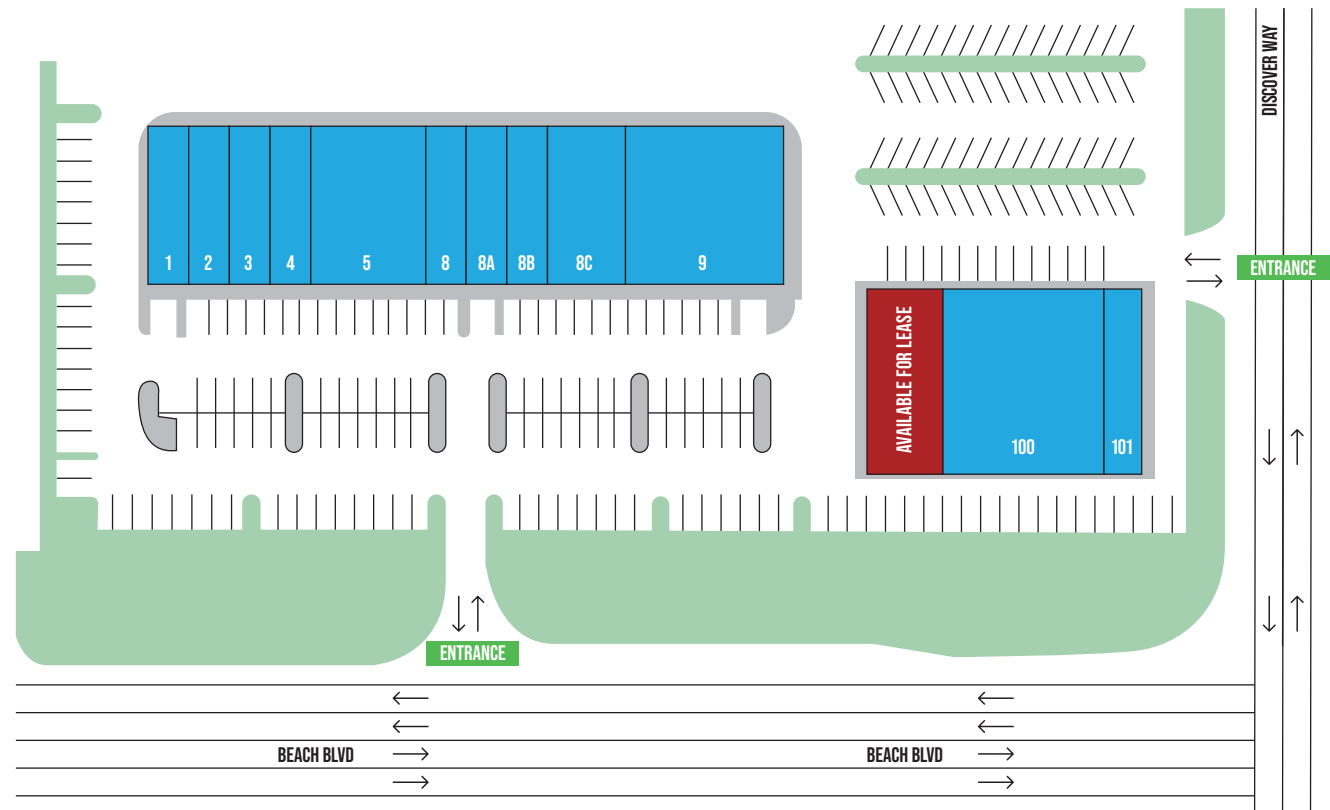 DISCOVER WAY
1
2
3
4
5
8
8A
8B
8C
9
ENTRANCE
AVAILABLE FOR LEASE
100
101
ENTRANCE
BEACH BLVD
BEACH BLVD